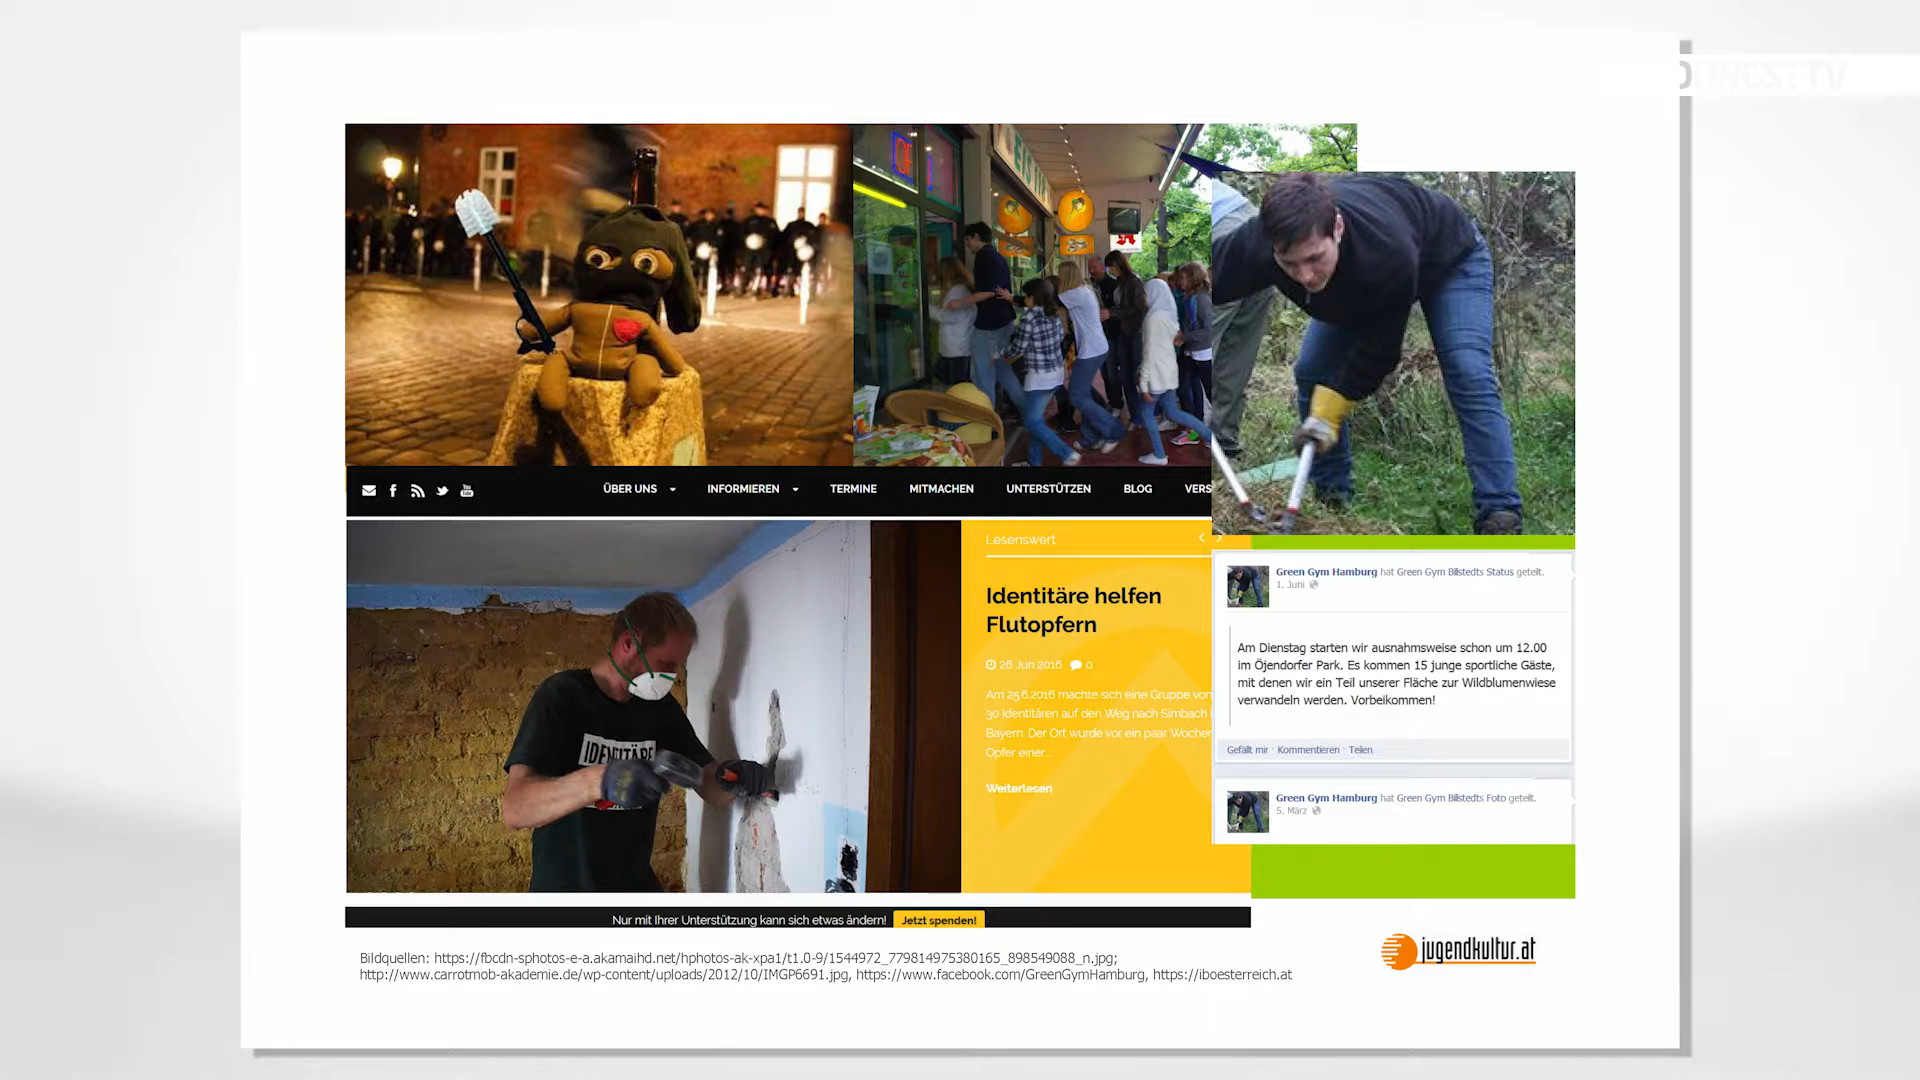 TV
ÜBER UNS
INFORMIEREN
TERMINE
MITMACHEN
UNTERSTÜTZEN
BLOG
VERS
Lesenswert
Identitäre helfen
Flutopfern
26 Jun 2016 0
Am 25.6.2016 machte sich eine Gruppe von
30 Identitären auf den Weg nach Simbach
Bayern. Der Ort wurde vor ein paar Wochen
Opfer einer...
Weiterlesen
IDENTITÄRE
Green Gym Hamburg hat Green Gym Billstedts Status geteilt.
1. Juni
Am Dienstag starten wir ausnahmsweise schon um 12.00
im Öjendorfer Park. Es kommen 15 junge sportliche Gäste,
mit denen wir ein Teil unserer Fläche zur Wildblumenwiese
verwandeln werden. Vorbeikommen!
Gefällt mir · Kommentieren · Teilen
Green Gym Hamburg hat Green Gym Billstedts Foto geteilt.
5. März
Nur mit Ihrer Unterstützung kann sich etwas ändern! Jetzt spenden!
Bildquellen: https://fbcdn-sphotos-e-a.akamaihd.net/hphotos-ak-xpa1/t1.0-9/1544972_779814975380165_898549088_n.jpg;
http://www.carrotmob-akademie.de/wp-content/uploads/2012/10/IMGP6691.jpg, https://www.facebook.com/GreenGymHamburg, https://iboesterreich.at
jugendkultur.at